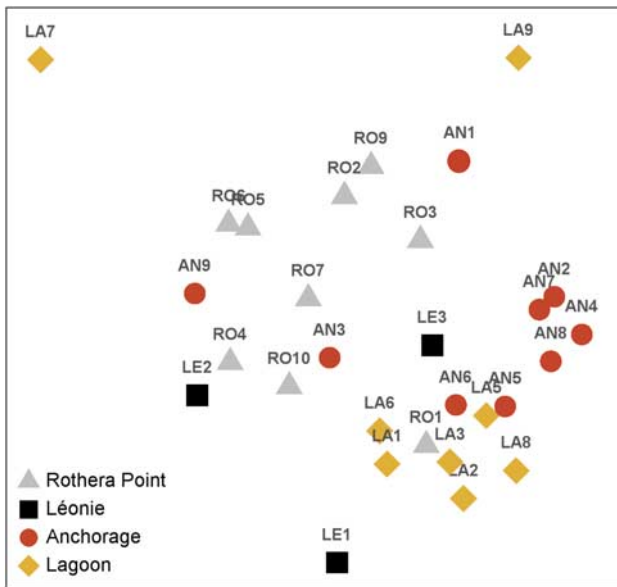 LA7
LA9
AN1
RO9
RO2
RO6
RO5
RO3
AN9
RO7
AN2
AN7
AN4
LE3
AN3
AN8
RO4
LE2
RO10
AN6
AN5
LA5
LA6
RO1
LA1
LA3
LA8
LA2
LE1
Rothera Point
Léonie
Anchorage
Lagoon